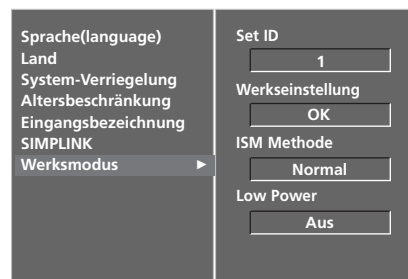 Sprache(language)
Land
System-Verriegelung
Altersbeschränkung
Eingangsbezeichnung
SIMPLINK
Werksmodus ►
Set ID
1
Werkseinstellung
OK
ISM Methode
Normal
Low Power
Aus